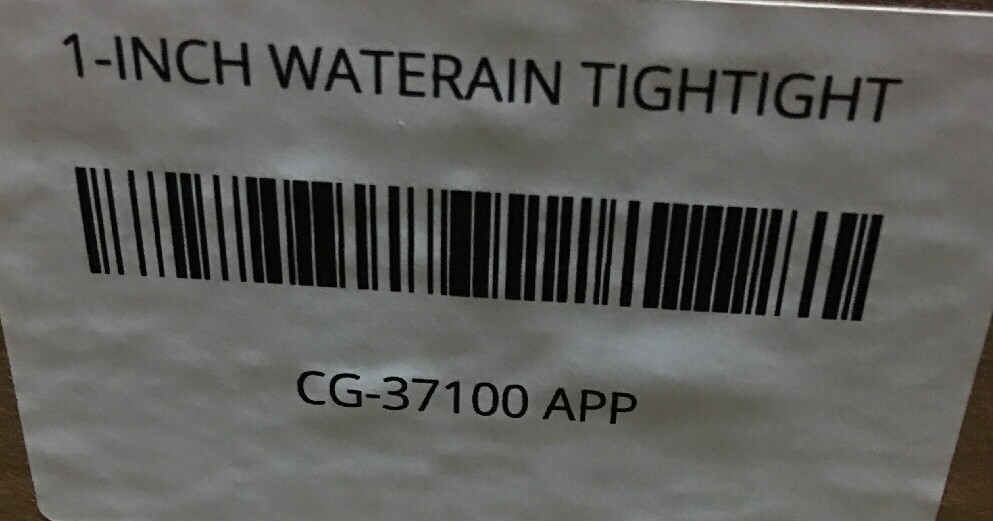 1-INCH WATERAIN TIGHTIGHT
CG-37100 APP